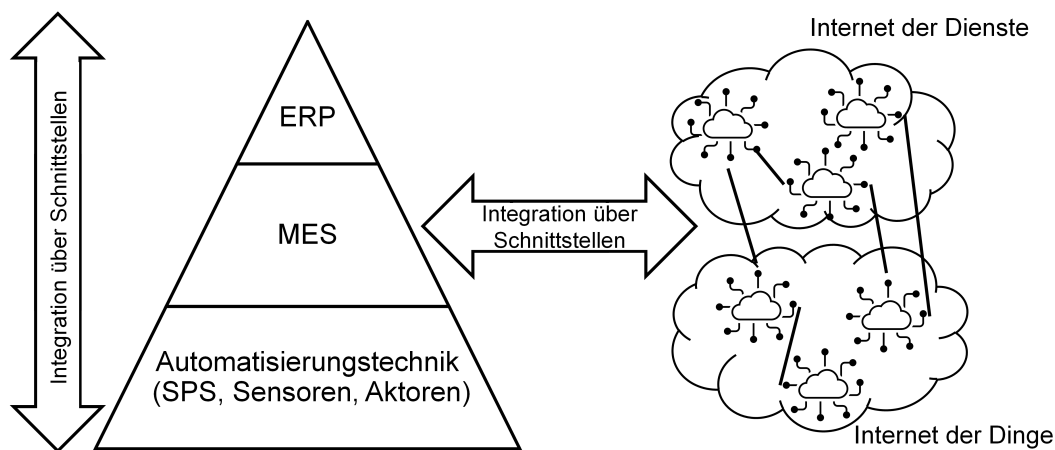 Integration über Schnittstellen
ERP
MES
Automatisierungstechnik
(SPS, Sensoren, Aktoren)
Integration über
Schnittstellen
Internet der Dienste
Internet der Dinge